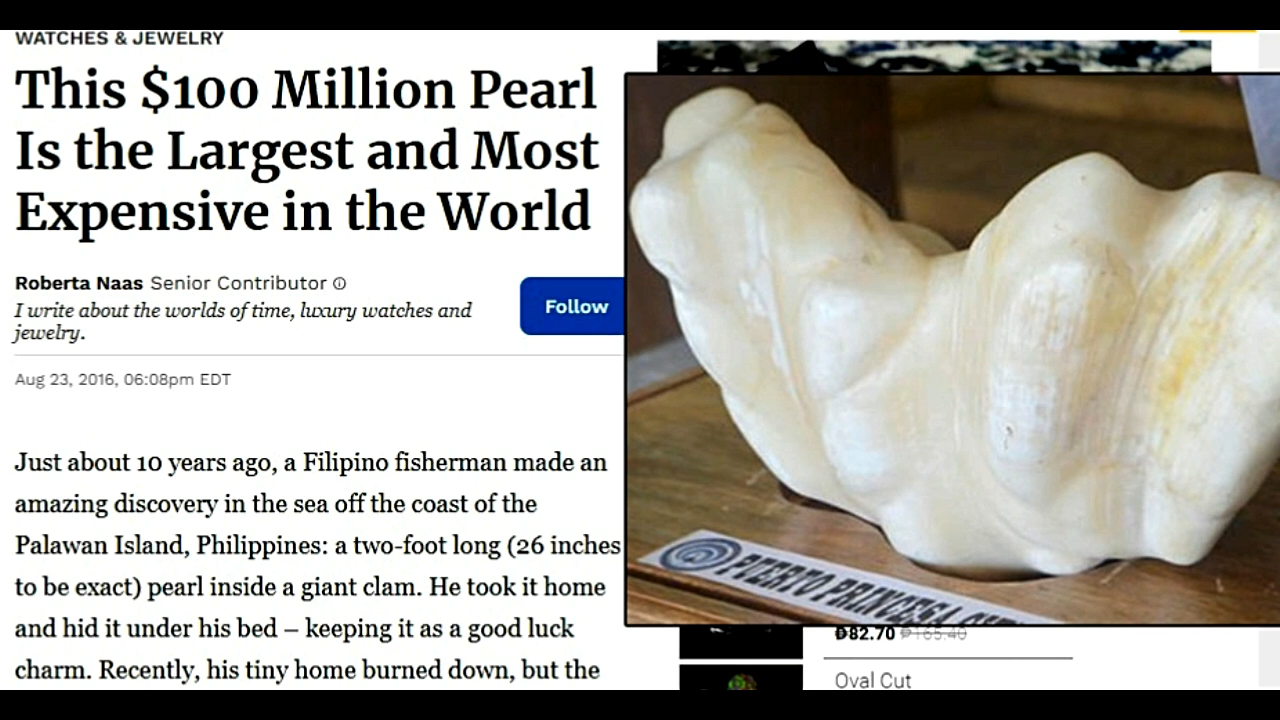 WATCHES & JEWELRY
This $100 Million Pearl
Is the Largest and Most
Expensive in the World
Roberta Naas Senior Contributor
I write about the worlds of time, luxury watches and
jewelry.
Follow
Aug 23, 2016, 06:08pm EDT
Just about 10 years ago, a Filipino fisherman made an
amazing discovery in the sea off the coast of the
Palawan Island, Philippines: a two-foot long (26 inches
to be exact) pearl inside a giant clam. He took it home
and hid it under his bed – keeping it as a good luck
charm. Recently, his tiny home burned down, but the
PUERTO PRINCESA
₱82.70 ₱165.40
Oval Cut